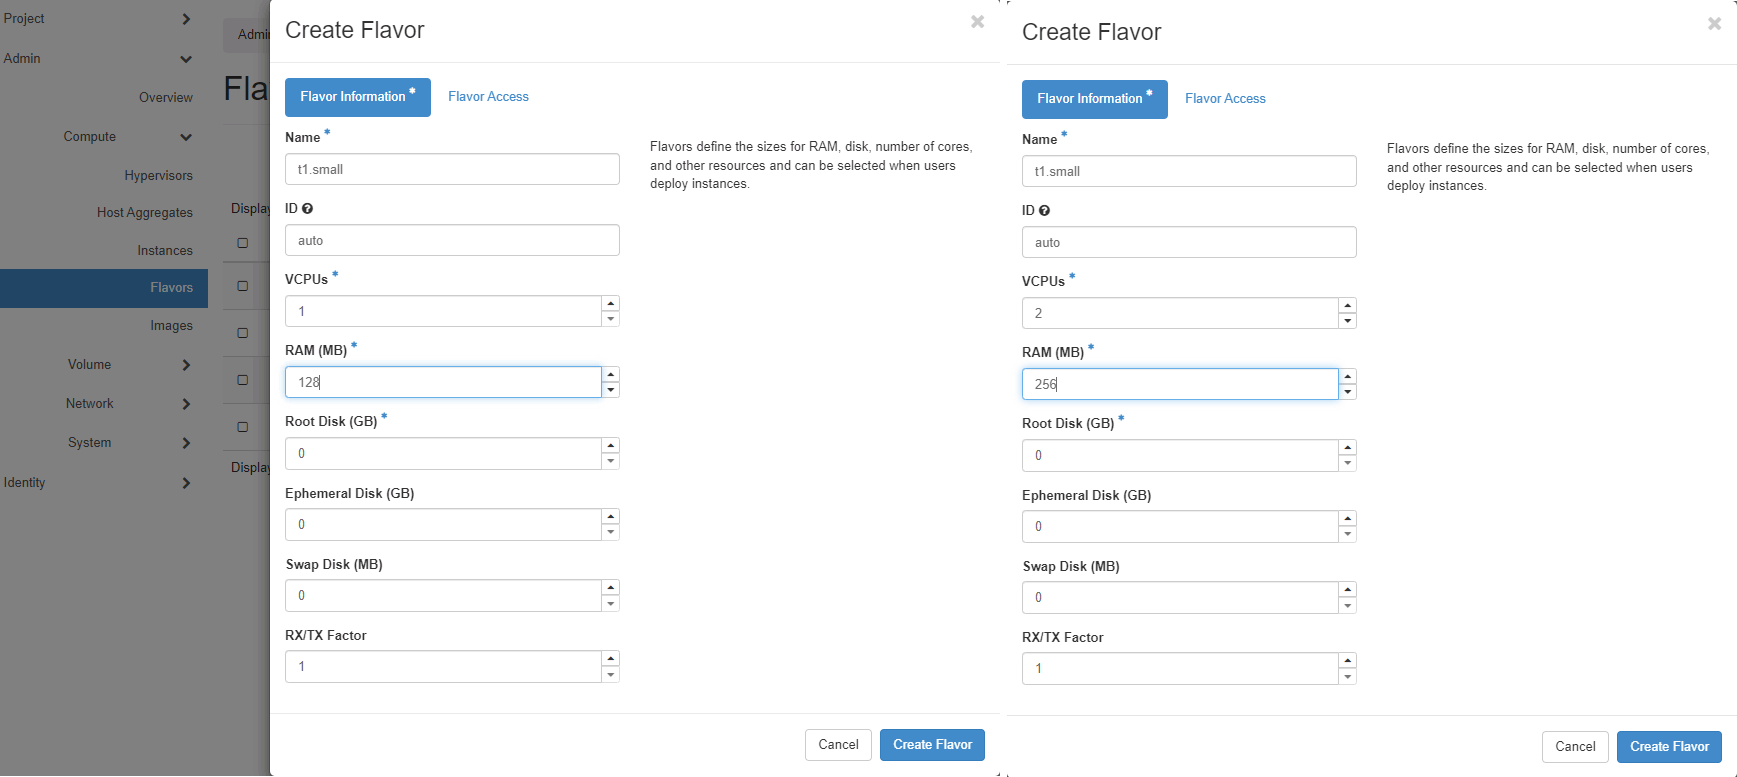 Project
Admin
Overview
Compute
Hypervisors
Host Aggregates
Instances
Flavors
Images
Volume
Network
System
Identity
Create Flavor
Flavor Information *
Flavor Access
Name *
t1.small
ID
auto
VCPUs *
1
RAM (MB) *
128
Root Disk (GB) *
0
Ephemeral Disk (GB)
0
Swap Disk (MB)
0
RX/TX Factor
1
Flavors define the sizes for RAM, disk, number of cores,
and other resources and can be selected when users
deploy instances.
Cancel
Create Flavor
Create Flavor
Flavor Information *
Flavor Access
Name *
t1.small
ID
auto
VCPUs *
2
RAM (MB) *
256
Root Disk (GB) *
0
Ephemeral Disk (GB)
0
Swap Disk (MB)
0
RX/TX Factor
1
Flavors define the sizes for RAM, disk, number of cores,
and other resources and can be selected when users
deploy instances.
Cancel
Create Flavor